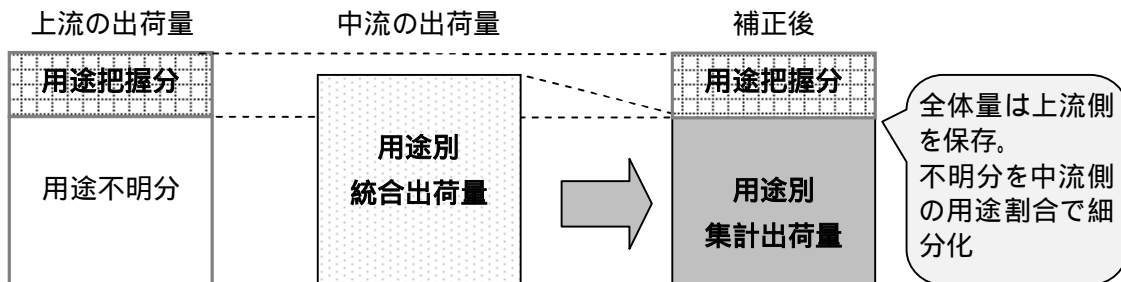 上流の出荷量
中流の出荷量
補正後
用途把握分
用途不明分
用途別
統合出荷量
用途把握分
用途別
集計出荷量
全体量は上流側
を保存。
不明分を中流側
の用途割合で細
分化